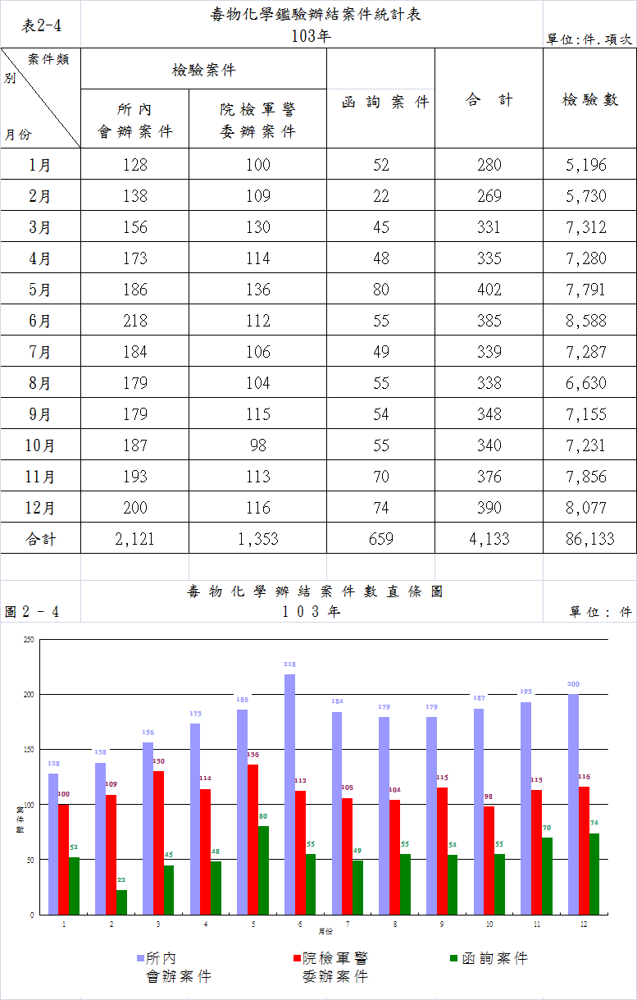 表2-4
毒物化學鑑驗辦結案件統計表
103年
單位:件.項次
案件類
別
月份
檢驗案件
所內
會辦案件
院檢軍警
委辦案件
函詢案件
合 計
檢驗數
1月 128 100 52 280 5,196
2月 138 109 22 269 5,730
3月 156 130 45 331 7,312
4月 173 114 48 335 7,280
5月 186 136 80 402 7,791
6月 218 112 55 385 8,588
7月 184 106 49 339 7,287
8月 179 104 55 338 6,630
9月 179 115 54 348 7,155
10月 187 98 55 340 7,231
11月 193 113 70 376 7,856
12月 200 116 74 390 8,077
合計 2,121 1,353 659 4,133 86,133
毒物化學辦結案件數直條圖
圖2-4
103年
單位:件
250
200
150
100
50
0
件數
128 138 156 173 186 218 184 179 179 187 193 200
100 109 130 114 136 112 106 104 115 98 113 116
52 22 45 48 80 55 49 55 54 55 70 74
1 2 3 4 5 6 7 8 9 10 11 12
月份
所內
會辦案件
院檢軍警
委辦案件
函詢案件